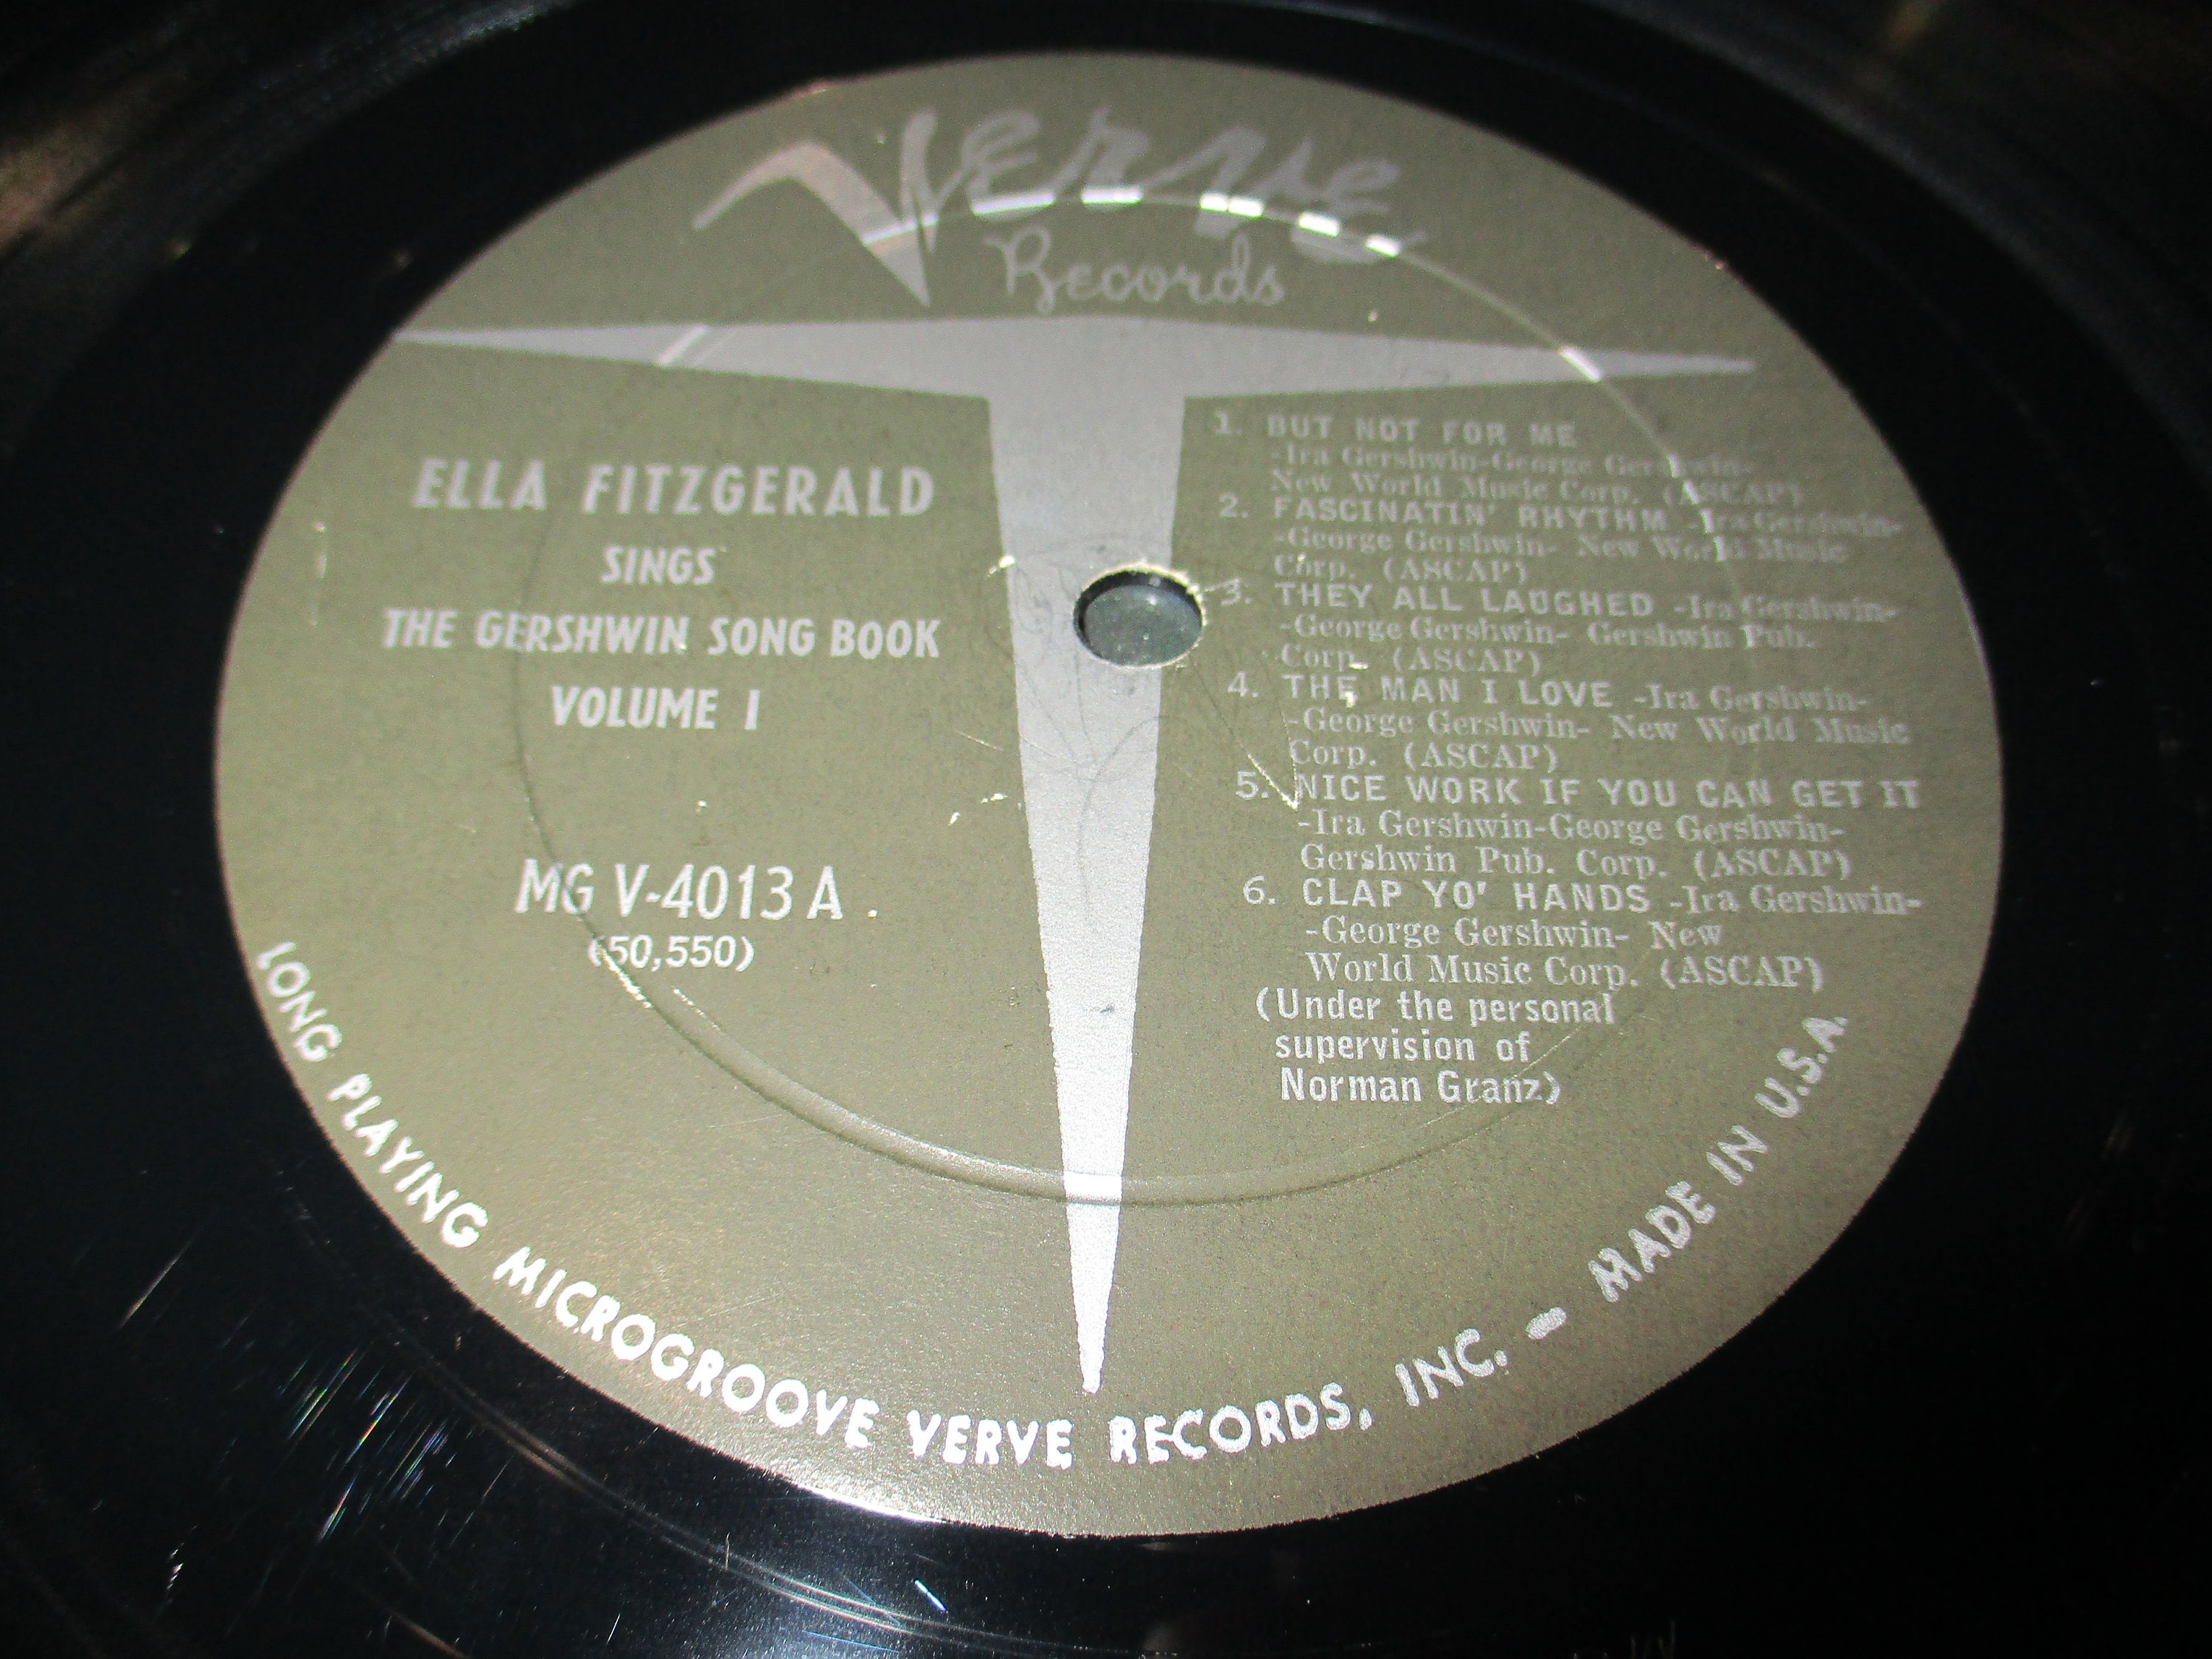 Verve
Records
ELLA FITZGERALD
SINGS
THE GERSHWIN SONG BOOK
VOLUME 1
MG V-4013 A
(50,550)
1. BUT NOT FOR ME
-Ira Gershwin-George Gershwin-
New World Music Corp. (ASCAP)
2. FASCINATIN' RHYTHM -Ira Gershwin-
-George Gershwin- New World Music
Corp. (ASCAP)
3. THEY ALL LAUGHED -Ira Gershwin-
-George Gershwin- Gershwin Pub.
Corp. (ASCAP)
4. THE MAN I LOVE -Ira Gershwin-
-George Gershwin- New World Music
Corp. (ASCAP)
5. NICE WORK IF YOU CAN GET IT
-Ira Gershwin-George Gershwin-
Gershwin Pub. Corp. (ASCAP)
6. CLAP YO' HANDS -Ira Gershwin-
-George Gershwin- New
World Music Corp. (ASCAP)
(Under the personal
supervision of
Norman Granz)
LONG PLAYING MICROGROOVE VERVE RECORDS, INC. - MADE IN U.S.A.